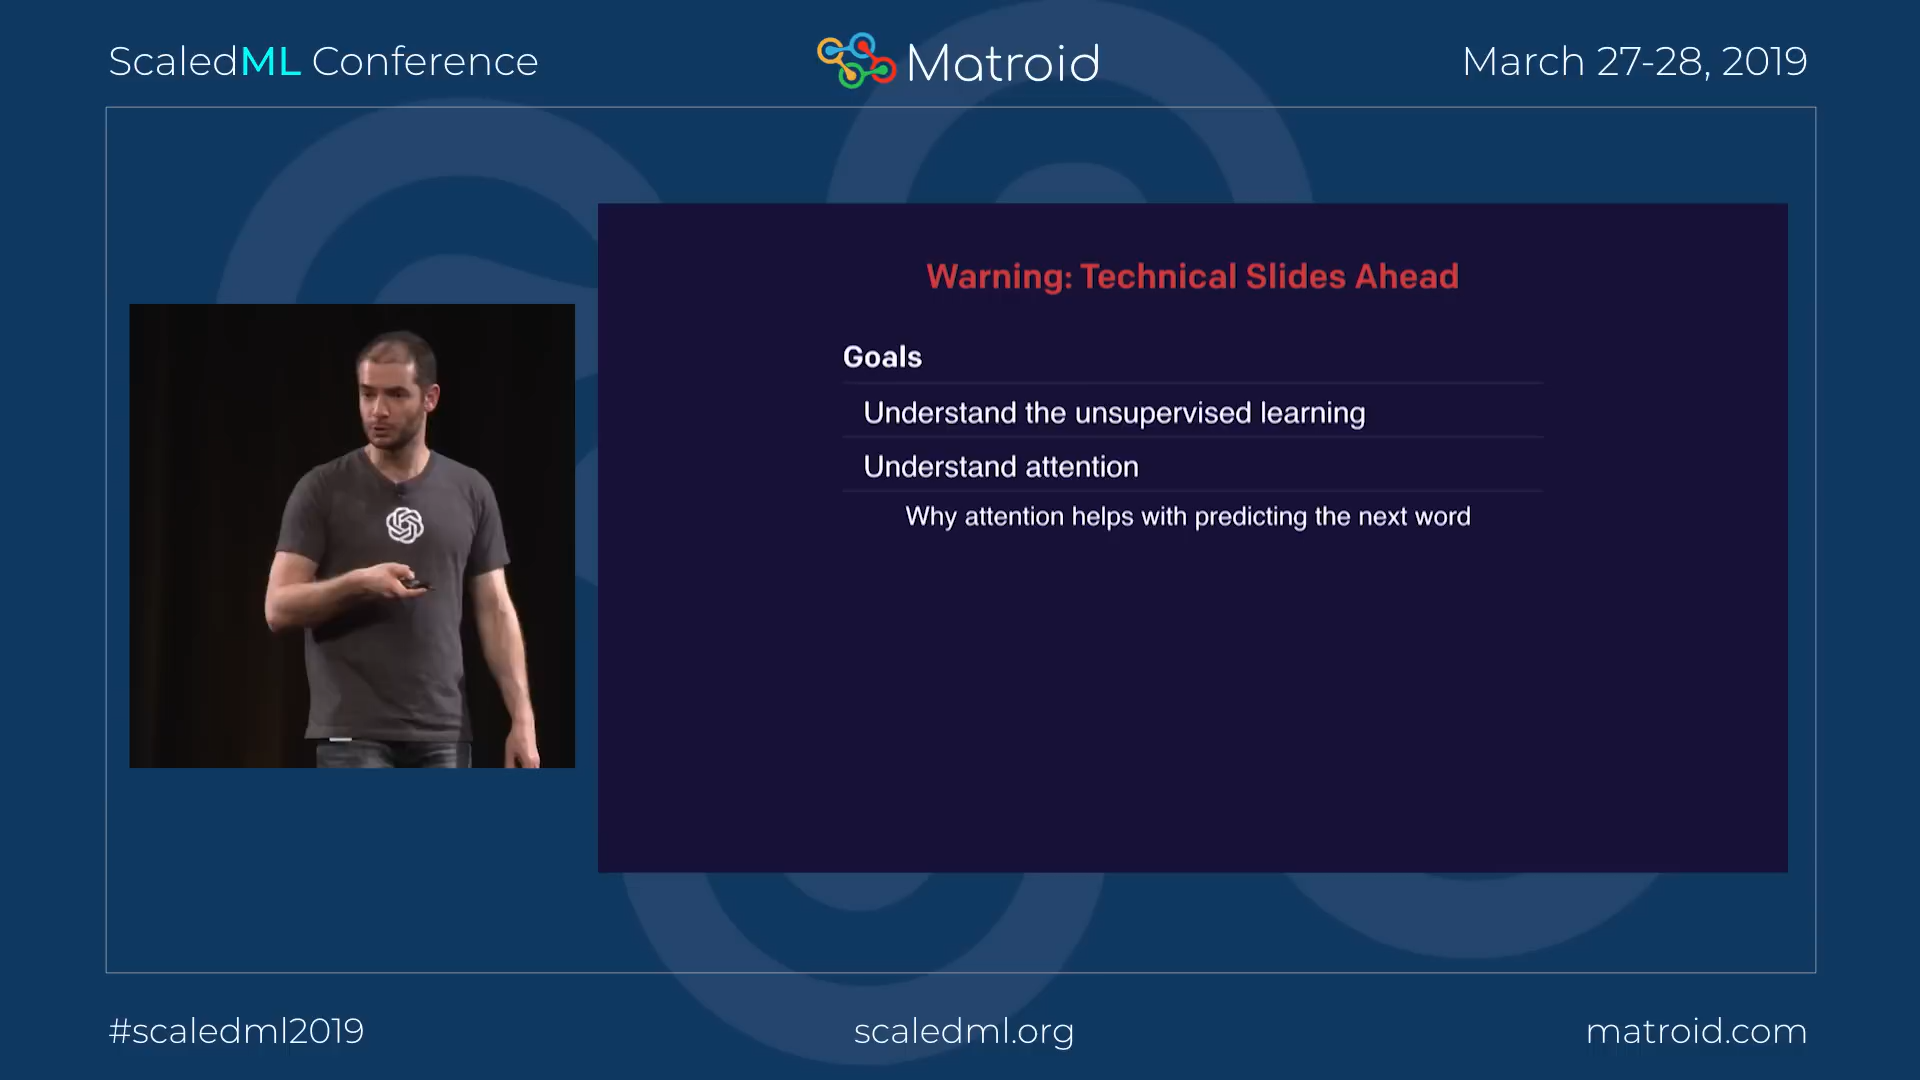 ScaledML Conference
Matroid
March 27-28, 2019
Warning: Technical Slides Ahead
Goals
Understand the unsupervised learning
Understand attention
Why attention helps with predicting the next word
#scaledml2019
scaledml.org
matroid.com